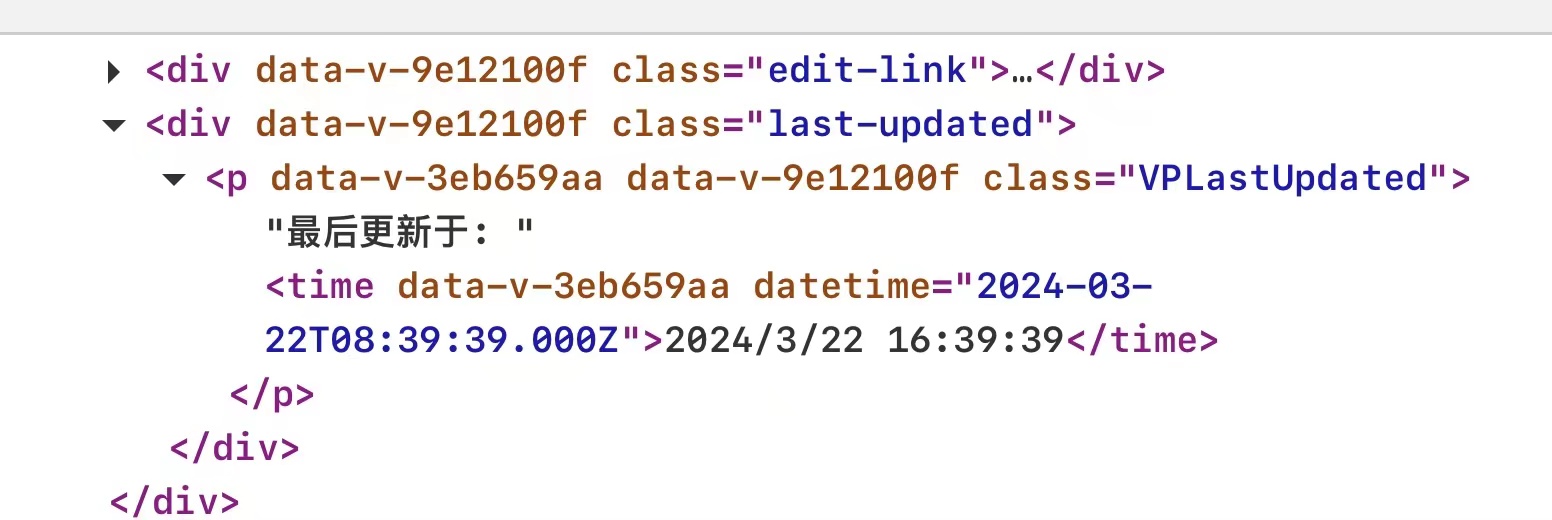 <div data-v-9e12100f class="edit-link">…</div>
<div data-v-9e12100f class="last-updated">
<p data-v-3eb659aa data-v-9e12100f class="VPLastUpdated">
"最后更新于: "
<time data-v-3eb659aa datetime="2024-03-
22T08:39:39.000Z">2024/3/22 16:39:39</time>
</p>
</div>
</div>